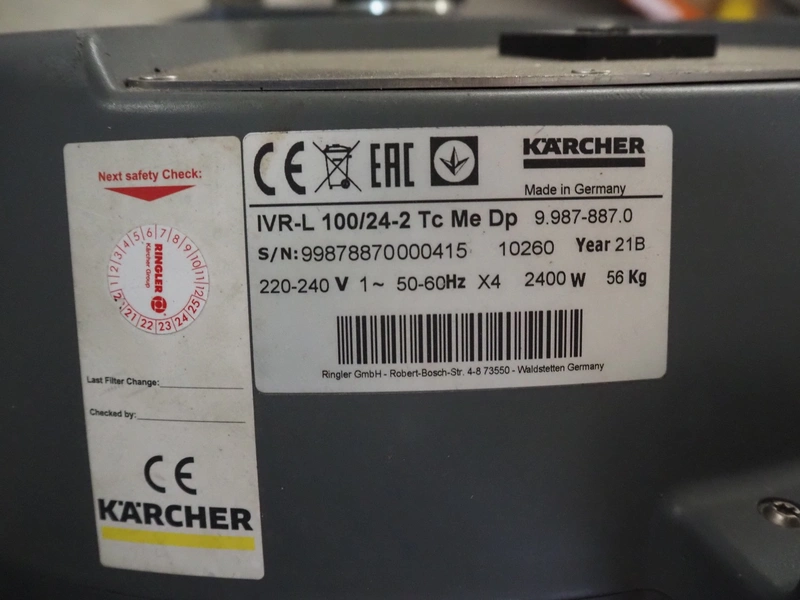 Next safety Check:
1 2 3 4 5 6 7 8 9 10 11 12
RINGLER
Kärcher Group
21 22 23 24 25
Last Filter Change:
Checked by:
CE
KÄRCHER
CE EAC
KÄRCHER
Made in Germany
IVR-L 100/24-2 Tc Me Dp 9.987-887.0
S/N: 99878870000415 10260 Year 21B
220-240 V 1~ 50-60Hz X4 2400 W 56 Kg
Ringler GmbH - Robert-Bosch-Str. 4-8 73550 - Waldstetten Germany